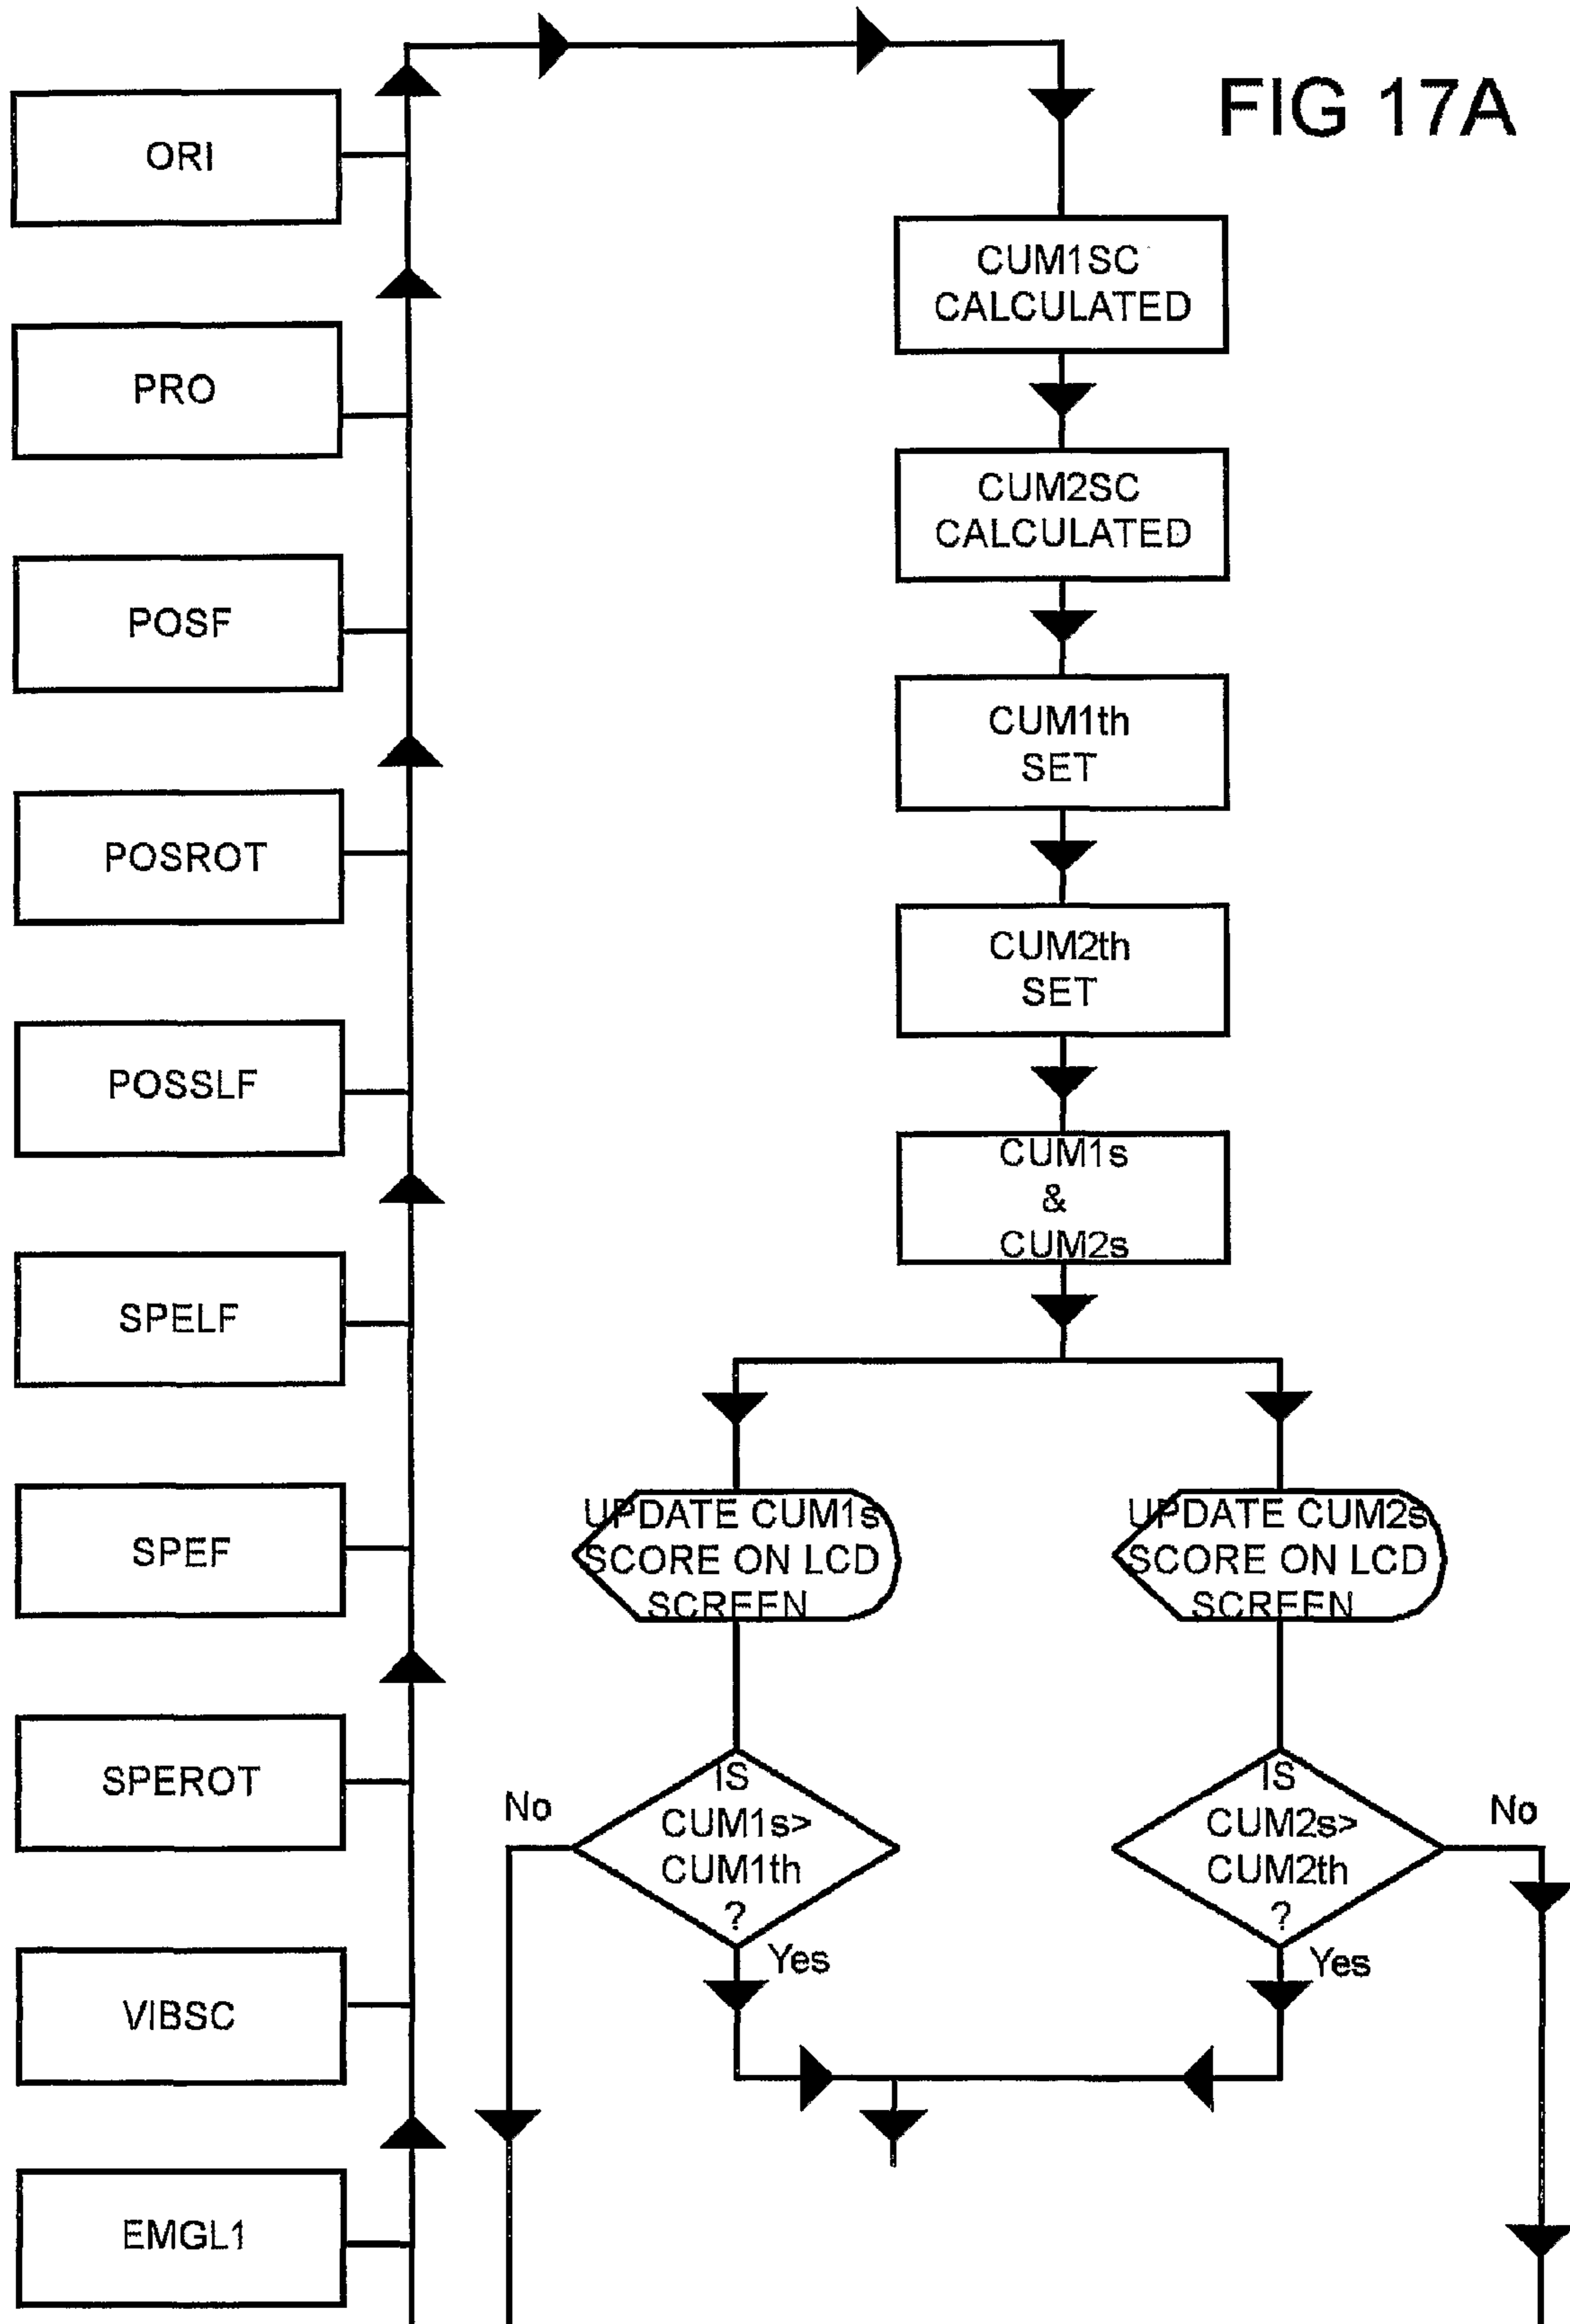 FIG 17A
ORI
PRO
POSF
POSROT
POSSLF
SPELF
SPEF
SPEROT
VIBSC
EMGL1
CUM1SC
CALCULATED
CUM2SC
CALCULATED
CUM1th
SET
CUM2th
SET
CUM1s
&
CUM2s
UPDATE CUM1s
SCORE ON LCD
SCREEN
UPDATE CUM2s
SCORE ON LCD
SCREEN
No
IS
CUM1s>
CUM1th
?
Yes
IS
CUM2s>
CUM2th
?
No
Yes